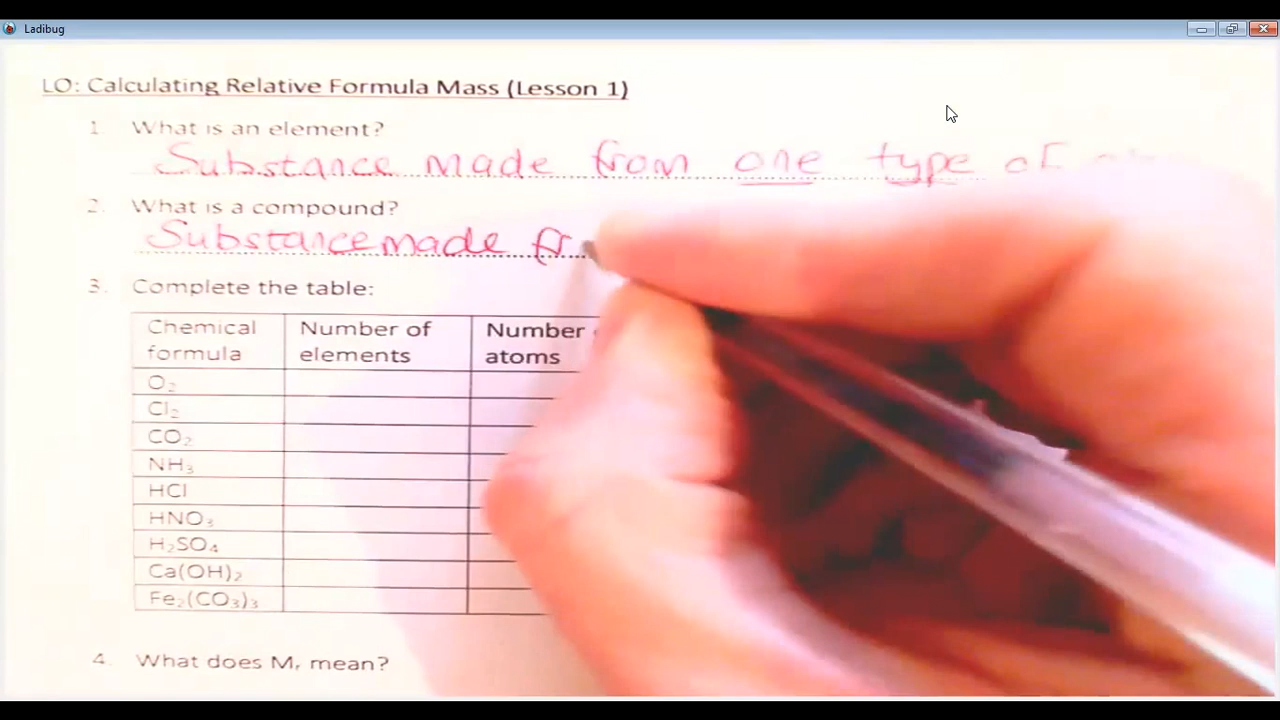 Ladibug
LO: Calculating Relative Formula Mass (Lesson 1)
1. What is an element?
Substance made from one type of
2. What is a compound?
Substance made fr
3. Complete the table:
Chemical formula Number of elements Number atoms
O₂
Cl₂
CO₂
NH₃
HCl
HNO₃
H₂SO₄
Ca(OH)₂
Fe₂(CO₃)₃
4. What does Mᵣ mean?